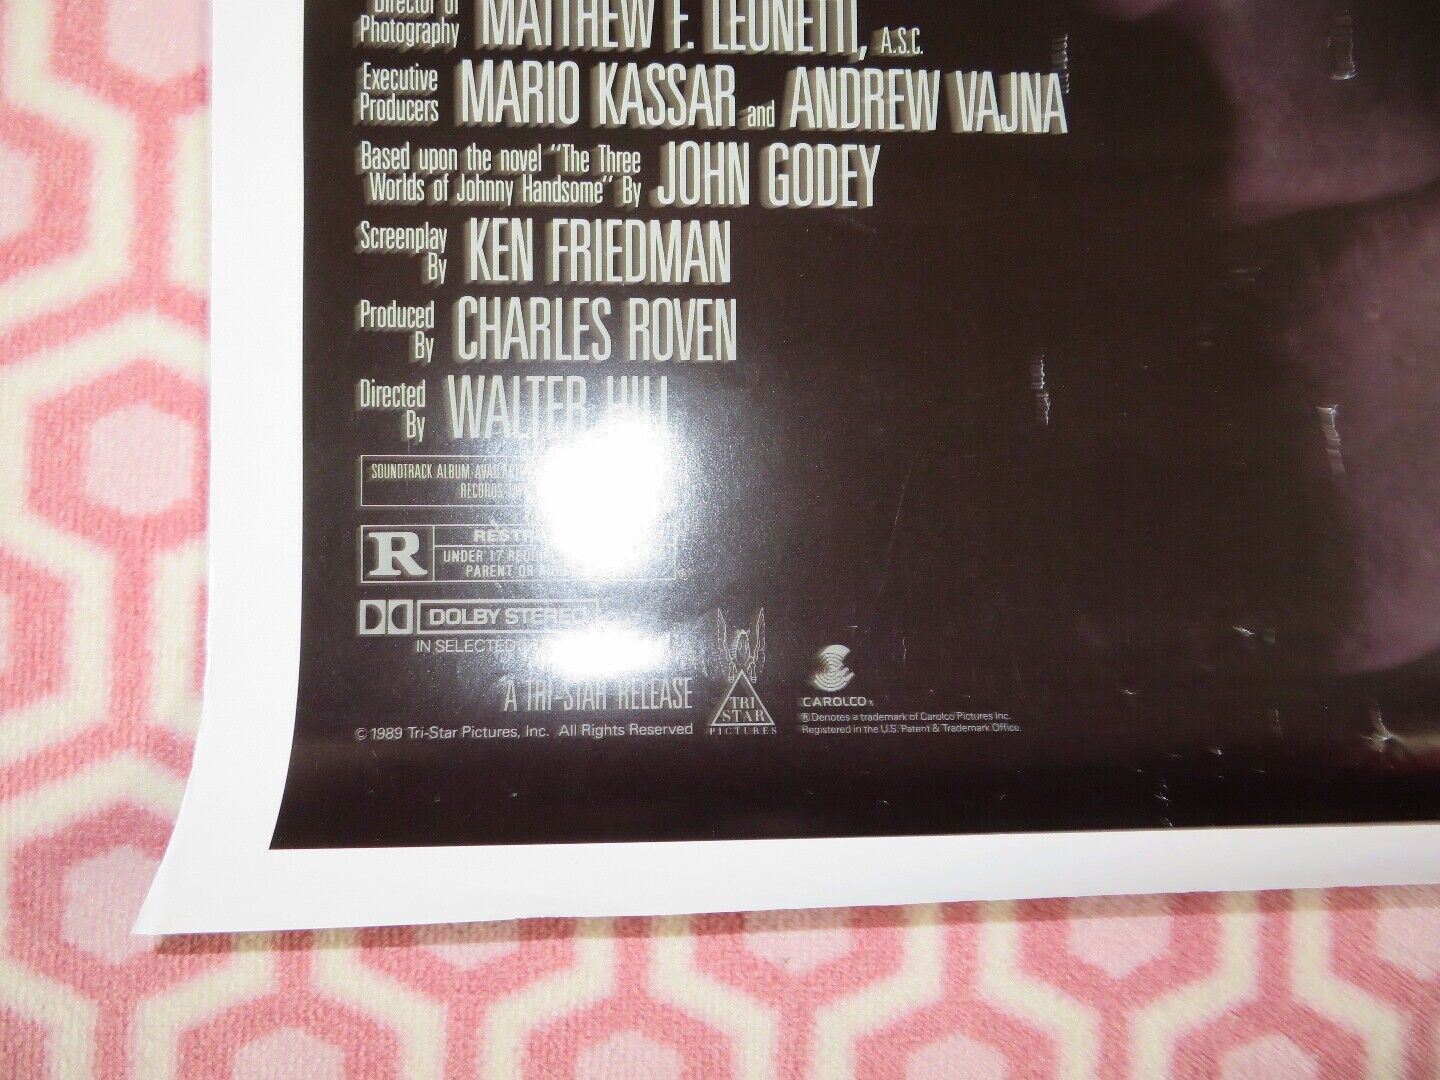 Photography MATTHEW F. LEONETTI, A.S.C.
Executive
Producers MARIO KASSAR and ANDREW VAJNA
Based upon the novel "The Three
Worlds of Johnny Handsome" By JOHN GODEY
Screenplay
By KEN FRIEDMAN
Produced
By CHARLES ROVEN
Directed
By WALTER HILL
SOUNDTRACK ALBUM
RECORDS
R
UNDER 17
PARENT OR
DOLBY STEREO
IN SELECTED
A TRI-STAR RELEASE
TRI
STAR
PICTURES
CAROLCO®
© 1989 Tri-Star Pictures, Inc. All Rights Reserved
® Denotes a trademark of Carolco Pictures Inc.
Registered in the U.S. Patent & Trademark Office.